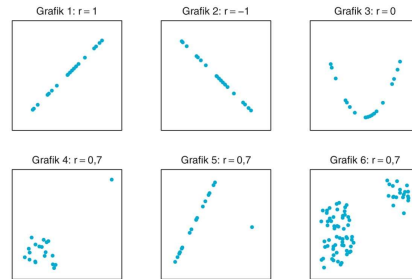 Grafik 1: r = 1
Grafik 2: r = −1
Grafik 3: r = 0
Grafik 4: r = 0,7
Grafik 5: r = 0,7
Grafik 6: r = 0,7